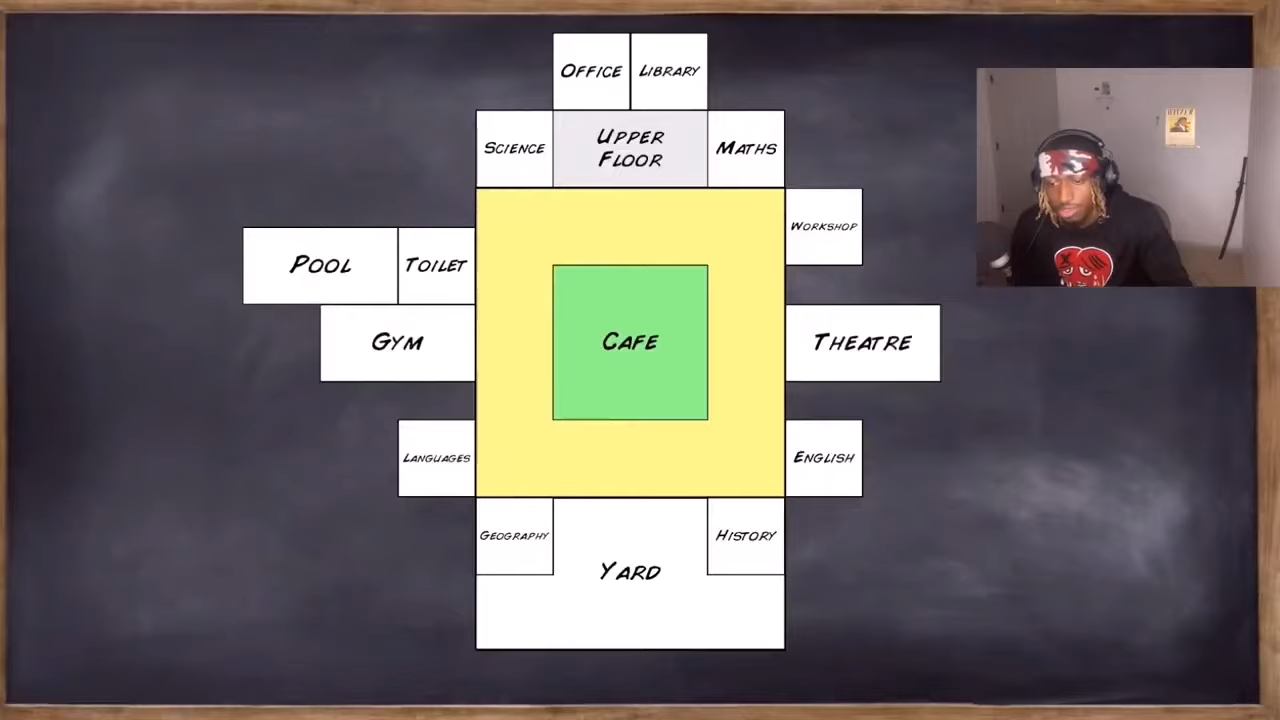 OFFICE
LIBRARY
SCIENCE
UPPER
FLOOR
MATHS
WORKSHOP
POOL
TOILET
GYM
CAFE
THEATRE
LANGUAGES
ENGLISH
GEOGRAPHY
HISTORY
YARD